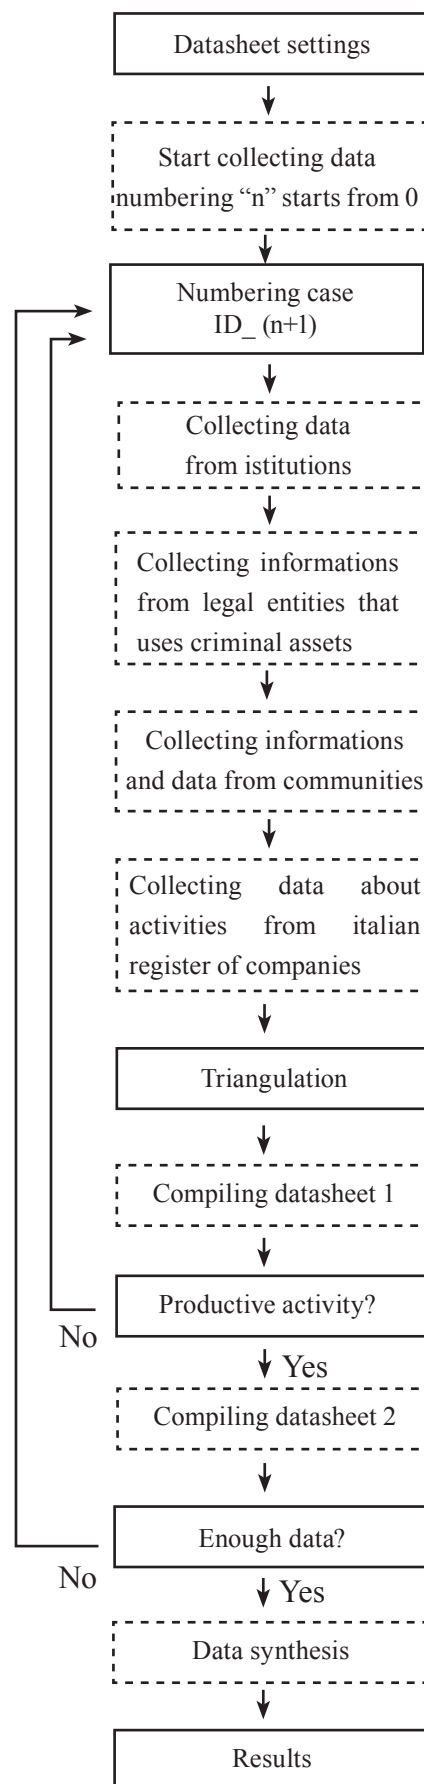 Datasheet settings
Start collecting data
numbering “n” starts from 0
Numbering case
ID_ (n+1)
Collecting data
from istitutions
Collecting informations
from legal entities that
uses criminal assets
Collecting informations
and data from communities
Collecting data about
activities from italian
register of companies
Triangulation
Compiling datasheet 1
Productive activity?
No
Yes
Compiling datasheet 2
Enough data?
No
Yes
Data synthesis
Results